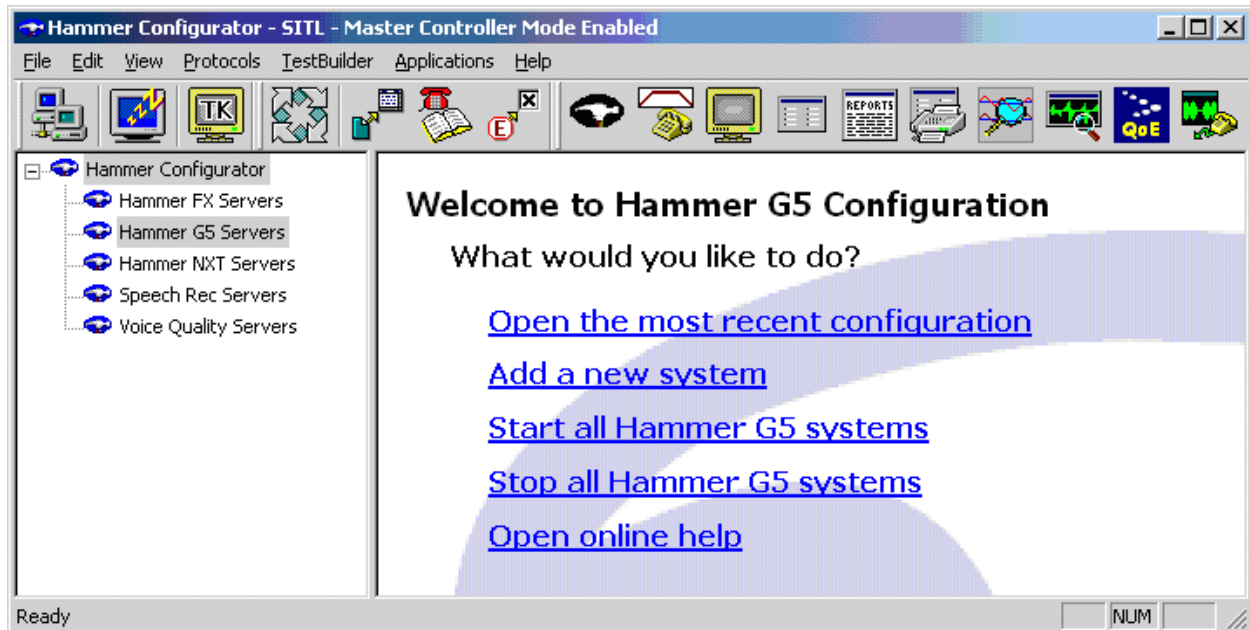 Hammer Configurator - SITL - Master Controller Mode Enabled
File Edit View Protocols TestBuilder Applications Help
TK
E
REPORTS
QoE
Hammer Configurator
Hammer FX Servers
Hammer G5 Servers
Hammer NXT Servers
Speech Rec Servers
Voice Quality Servers
Welcome to Hammer G5 Configuration
What would you like to do?
Open the most recent configuration
Add a new system
Start all Hammer G5 systems
Stop all Hammer G5 systems
Open online help
Ready
NUM